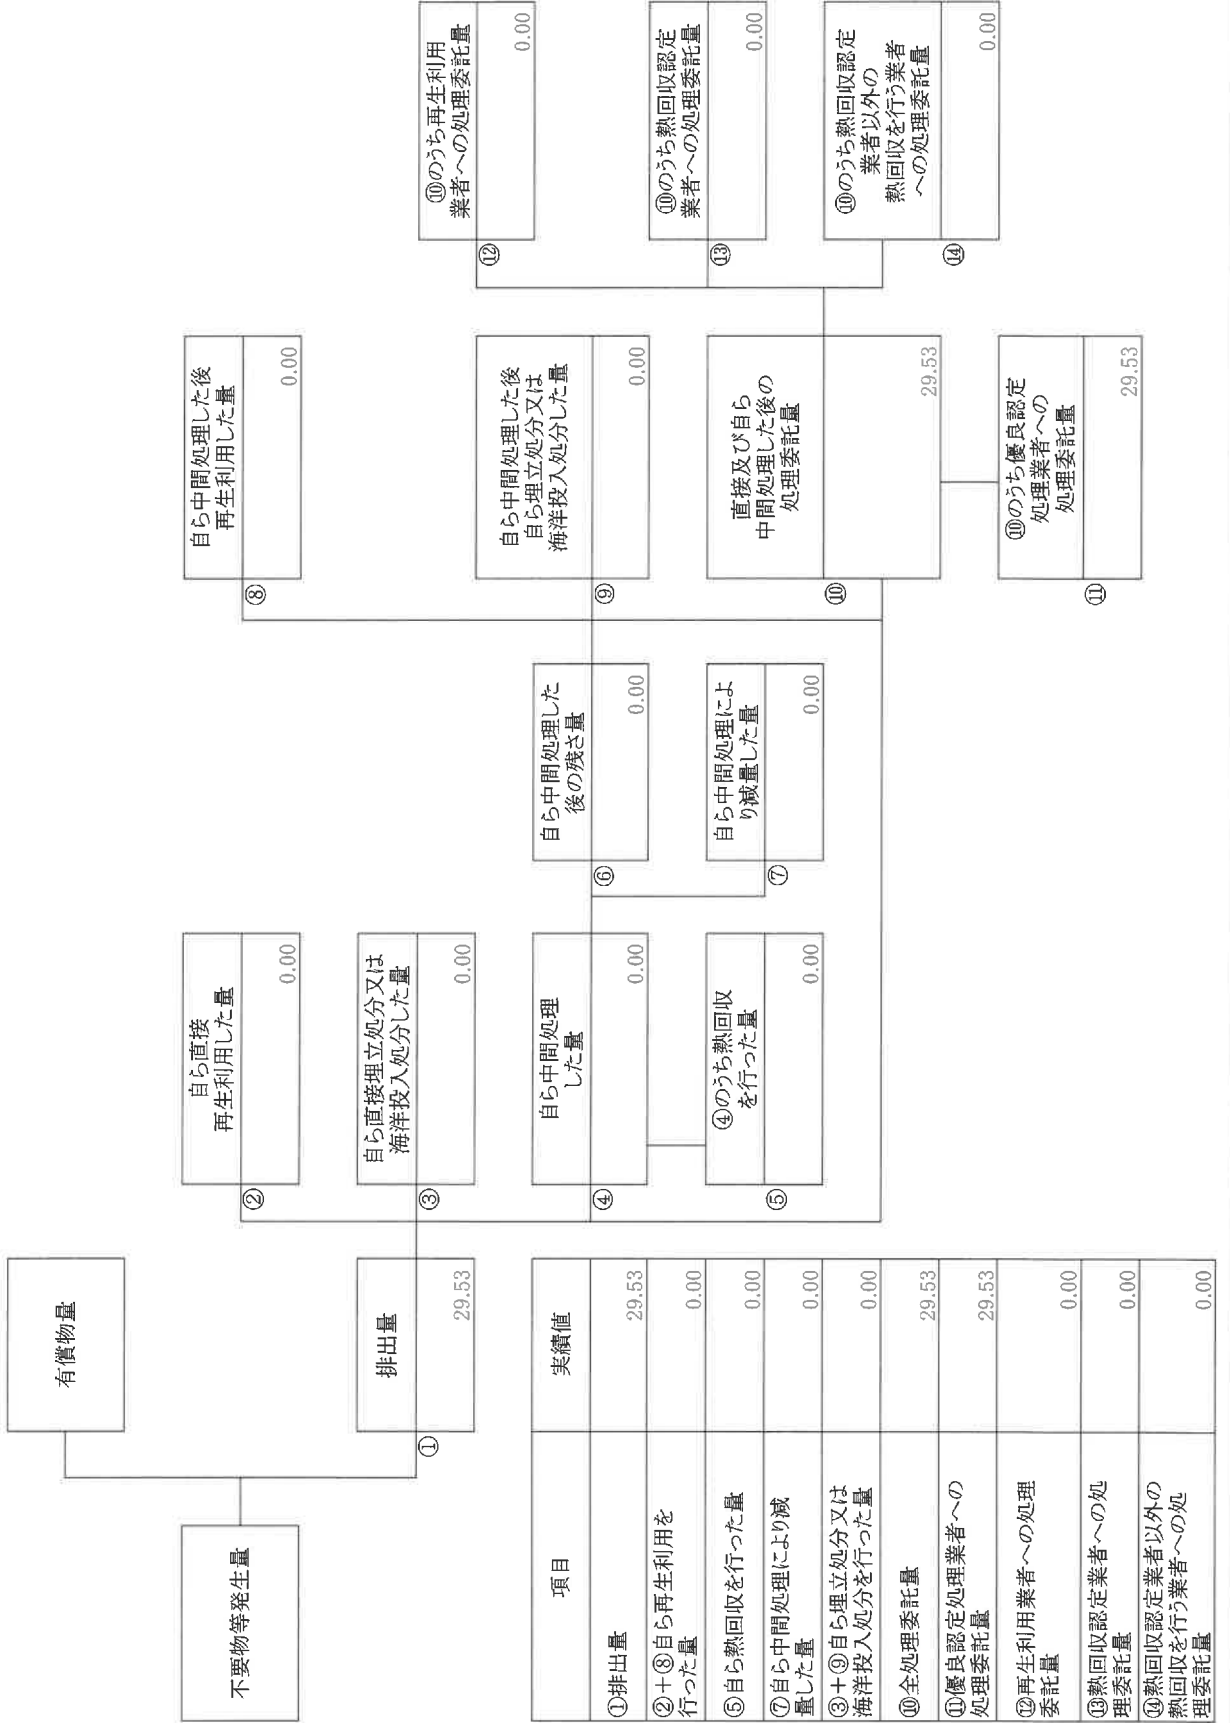 有償物量
不要物等発生量
①
排出量
29.53
②
自ら直接
再生利用した量
0.00
③
自ら直接埋立処分又は
海洋投入処分した量
0.00
④
自ら中間処理
した量
0.00
⑤
④のうち熱回収
を行った量
0.00
⑥
自ら中間処理した
後の残さ量
0.00
⑦
自ら中間処理によ
り減量した量
0.00
⑧
自ら中間処理した後
再生利用した量
0.00
⑨
自ら中間処理した後
自ら埋立処分又は
海洋投入処分した量
0.00
⑩
直接及び自ら
中間処理した後の
処理委託量
29.53
⑪
⑩のうち優良認定
処理業者への
処理委託量
29.53
⑫
⑩のうち再生利用
業者への処理委託量
0.00
⑬
⑩のうち熱回収認定
業者への処理委託量
0.00
⑭
⑩のうち熱回収認定
業者以外の
熱回収を行う業者
への処理委託量
0.00
項目 実績値
①排出量 29.53
②+⑧自ら再生利用を
行った量 0.00
⑤自ら熱回収を行った量 0.00
⑦自ら中間処理により減
量した量 0.00
③+⑨自ら埋立処分又は
海洋投入処分を行った量 0.00
⑩全処理委託量 29.53
⑪優良認定処理業者への
処理委託量 29.53
⑫再生利用業者への処理
委託量 0.00
⑬熱回収認定業者への処
理委託量 0.00
⑭熱回収認定業者以外の
熱回収を行う業者への処
理委託量 0.00